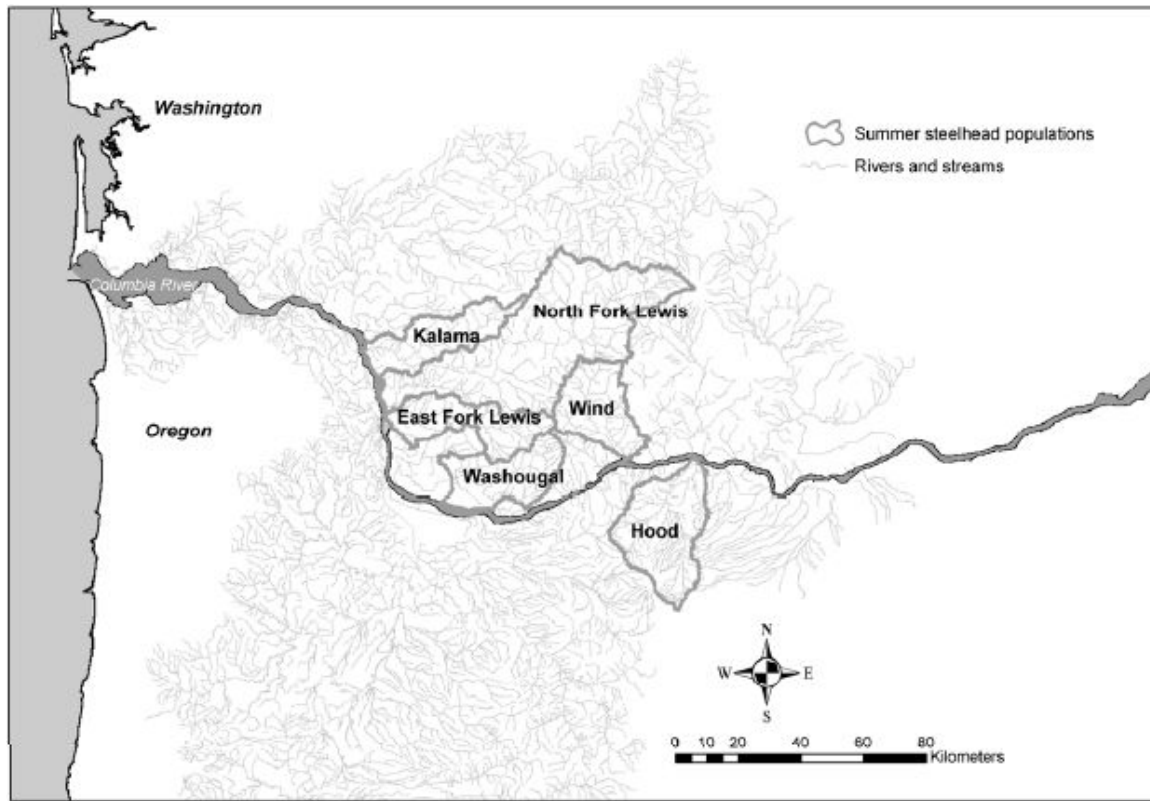 Washington
Summer steelhead populations
Rivers and streams
Columbia River
North Fork Lewis
Kalama
East Fork Lewis
Wind
Oregon
Washougal
Hood
N
W E
S
0 10 20 40 60 80
Kilometers